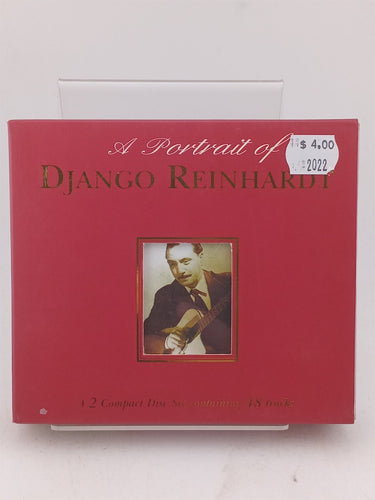 A Portrait of
DJANGO REINHARDT
$ 4.00
2022
A 2 Compact Disc Set containing 48 tracks